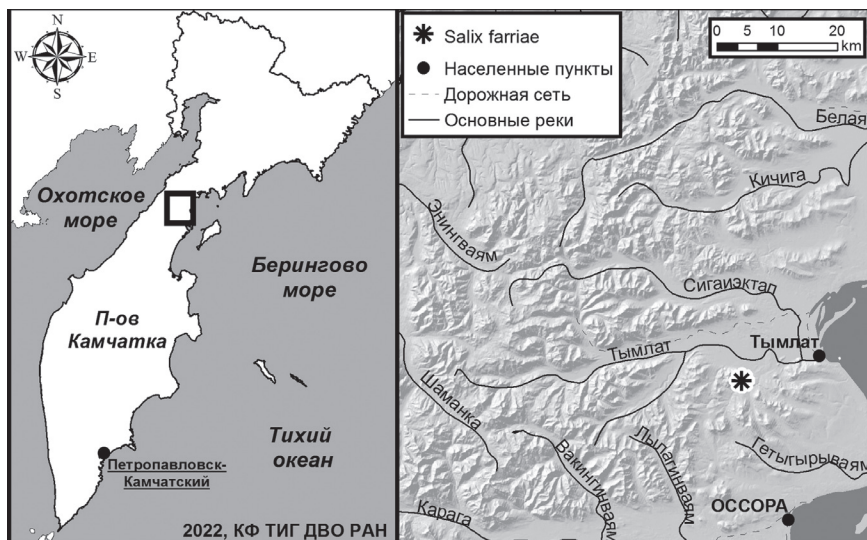 N
W
E
S
Охотское
море
Берингово
море
П-ов
Камчатка
Тихий
океан
Петропавловск-
Камчатский
2022, КФ ТИГ ДВО РАН
Salix farriae
Населенные пункты
Дорожная сеть
Основные реки
0 5 10 20
км
Белая
Кичига
Энингваям
Сигаиэктап
Тымлат
Тымлат
Шаманка
Вакингинваям
Лыпагинваям
Гетыгырываям
Карага
ОССОРА